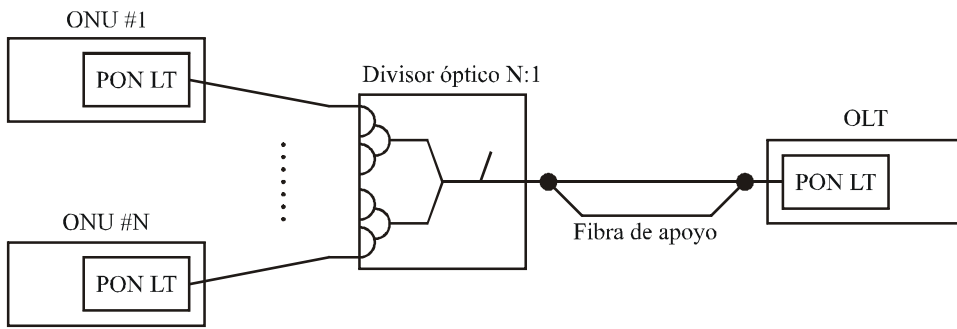 ONU #1
PON LT
Divisor óptico N:1
OLT
PON LT
Fibra de apoyo
ONU #N
PON LT